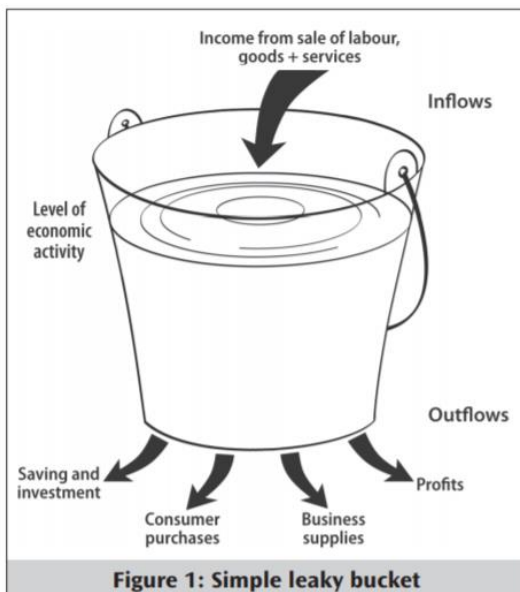 Income from sale of labour,
goods + services
Inflows
Level of
economic
activity
Outflows
Saving and
investment
Consumer
purchases
Business
supplies
Profits
Figure 1: Simple leaky bucket